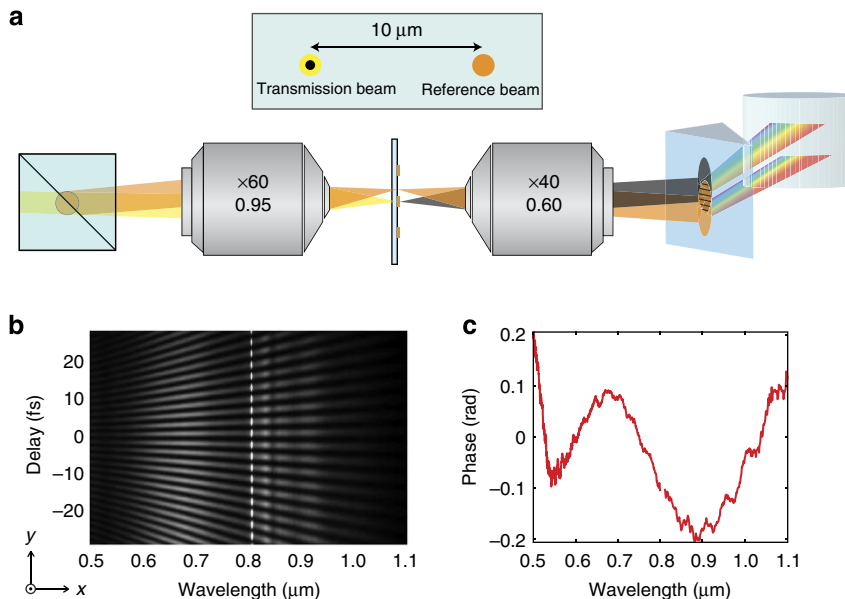 a
10 μm
Transmission beam
Reference beam
×60
0.95
×40
0.60
b
Delay (fs)
20
10
0
−10
−20
0.5
0.6
0.7
0.8
0.9
1.0
1.1
Wavelength (μm)
y
x
c
Phase (rad)
0.2
0.1
0
−0.1
−0.2
0.5
0.6
0.7
0.8
0.9
1.0
1.1
Wavelength (μm)